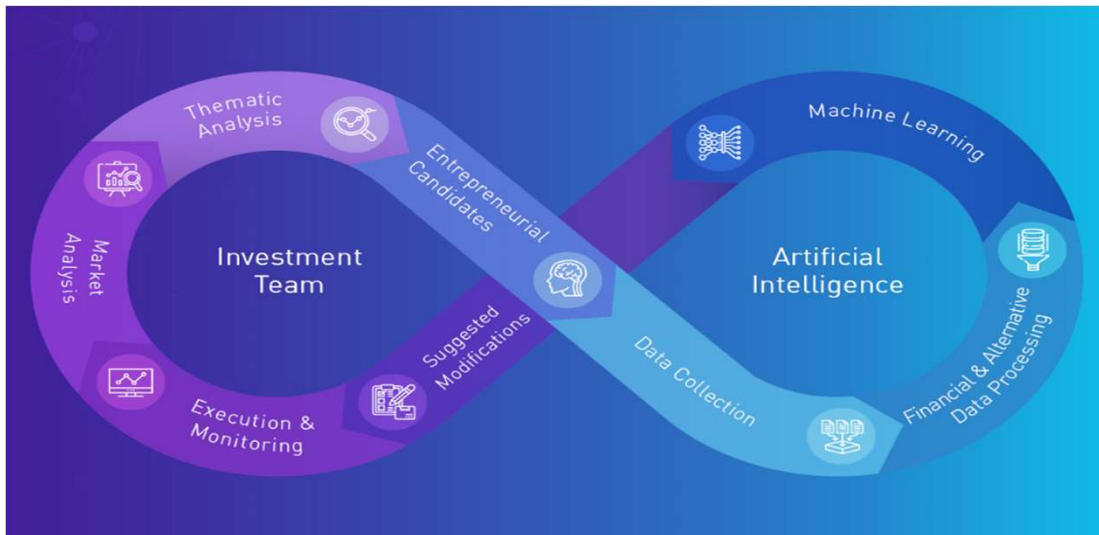 Thematic
Analysis
Entrepreneurial
Candidates
Machine Learning
Market
Analysis
Investment
Team
Artificial
Intelligence
Suggested
Modifications
Data Collection
Financial & Alternative
Data Processing
Execution &
Monitoring